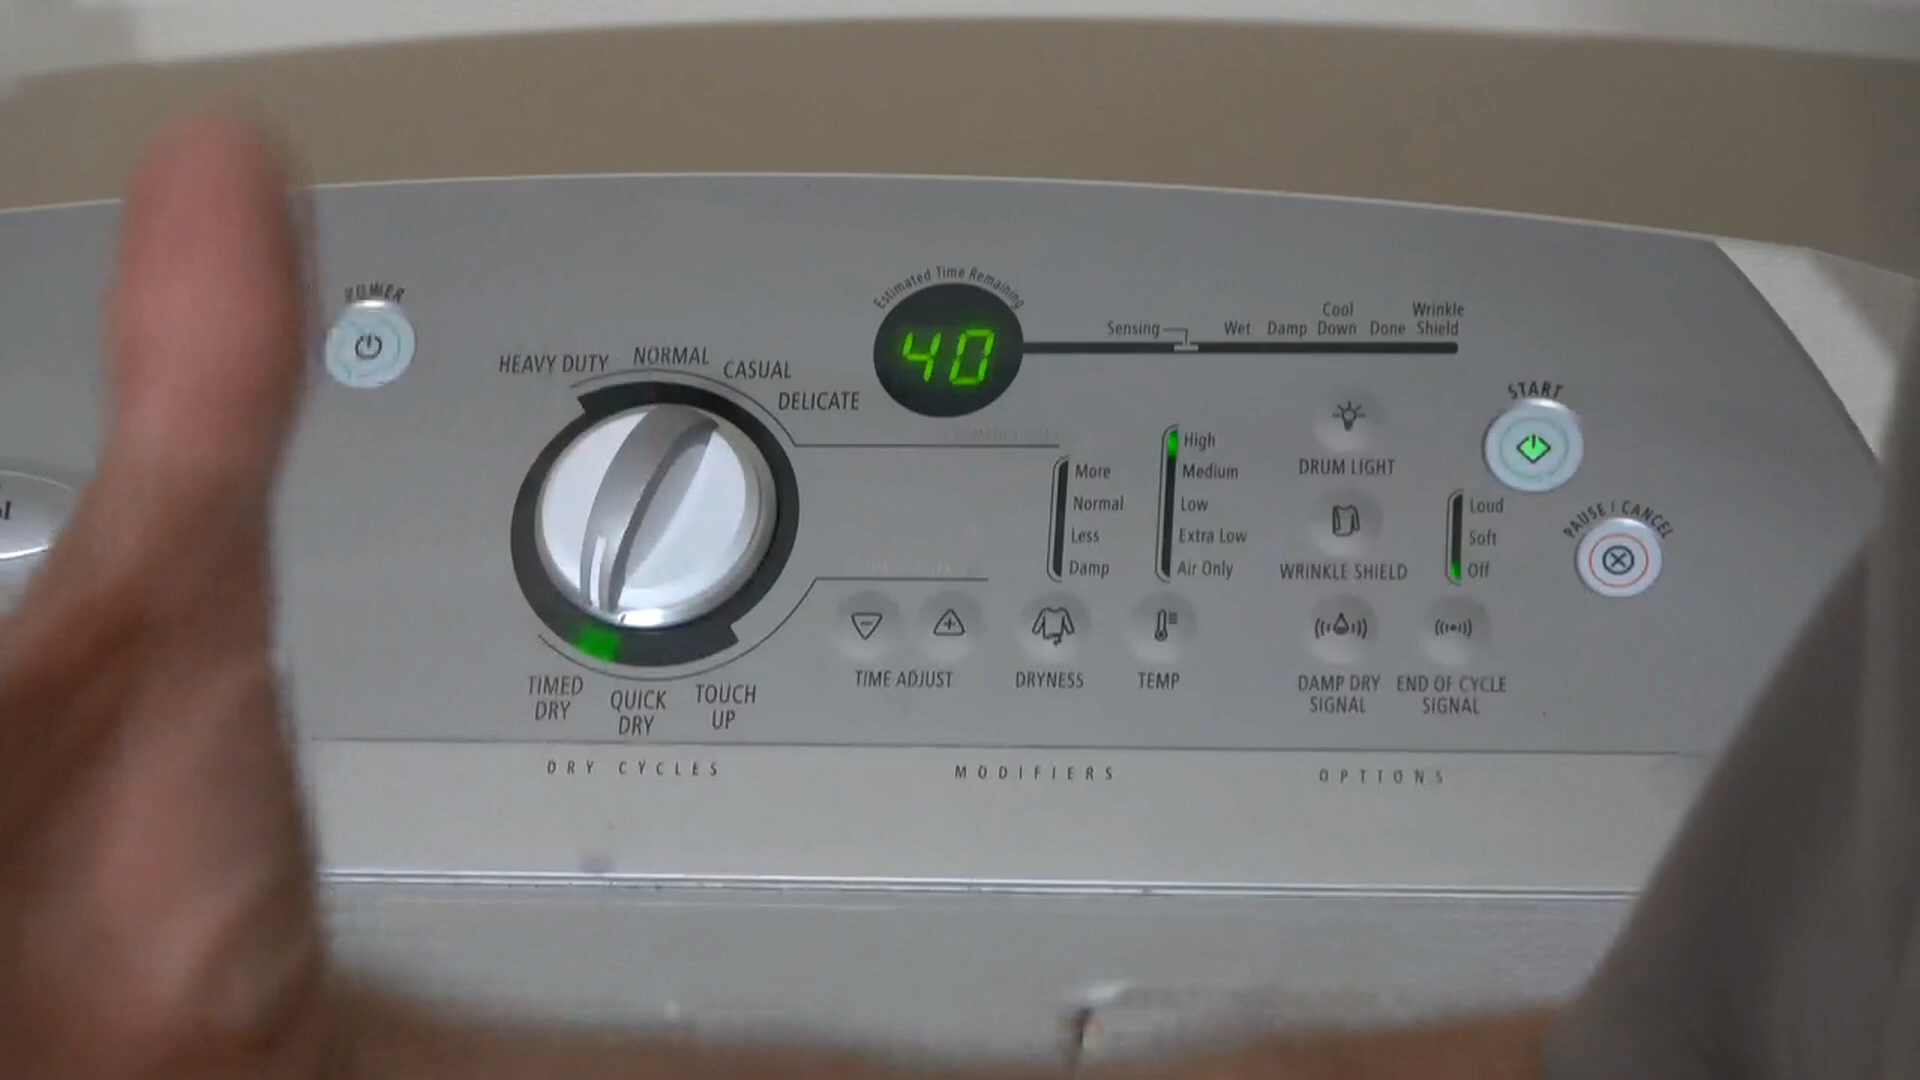 POWER
Estimated Time Remaining
40
Sensing
Wet
Damp
Cool
Down
Done
Wrinkle
Shield
HEAVY DUTY
NORMAL
CASUAL
DELICATE
TIMED
DRY
QUICK
DRY
TOUCH
UP
DRY CYCLES
More
Normal
Less
Damp
High
Medium
Low
Extra Low
Air Only
TIME ADJUST
DRYNESS
TEMP
MODIFIERS
DRUM LIGHT
WRINKLE SHIELD
Loud
Soft
Off
DAMP DRY
SIGNAL
END OF CYCLE
SIGNAL
OPTIONS
START
PAUSE / CANCEL